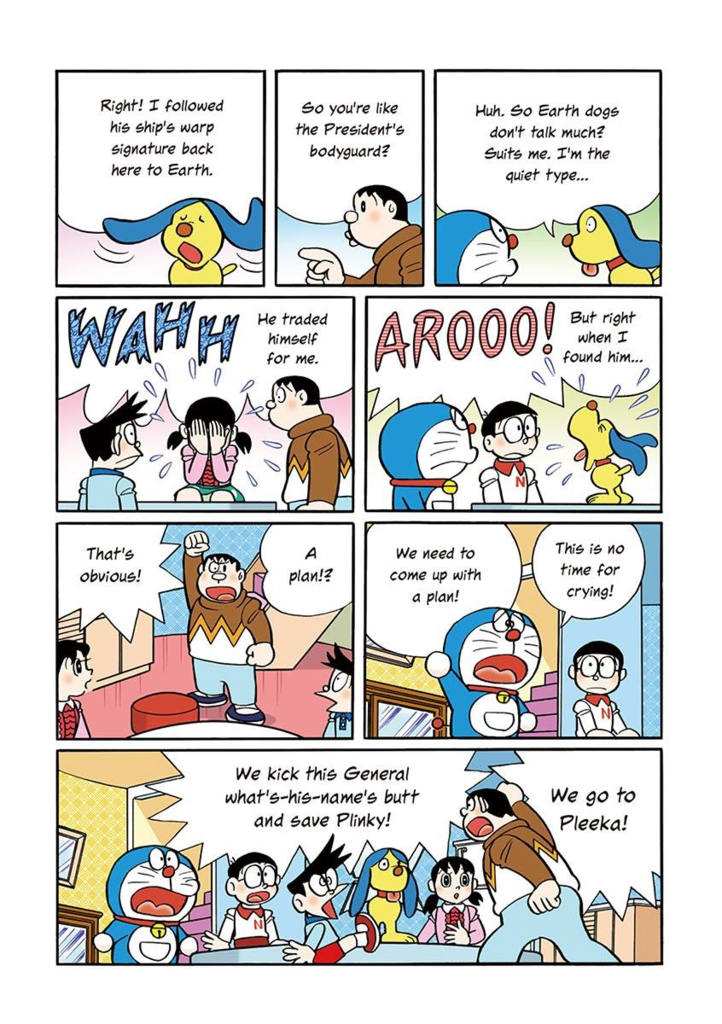 Huh. So Earth dogs
don't talk much?
Suits me. I'm the
quiet type...
So you're like
the President's
bodyguard?
Right! I followed
his ship's warp
signature back
here to Earth.
But right
when I
found him...
AROOO!
N
He traded
himself
for me.
WAHH
This is no
time for
crying!
We need to
come up with
a plan!
N
A
plan!?
That's
obvious!
We go to
Pleeka!
We kick this General
what's-his-name's butt
and save Plinky!
N